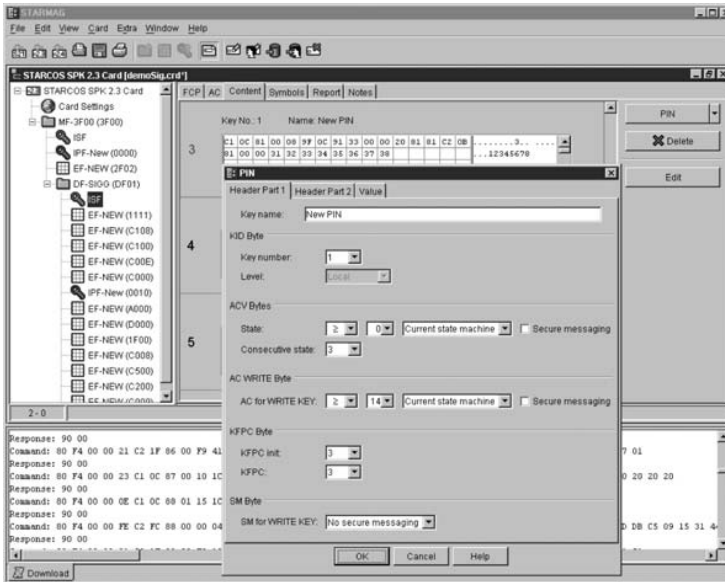 STARMAG
File Edit View Card Extra Window Help
STARCOS SPK 2.3 Card [demoSig.crd*]
STARCOS SPK 2.3 Card
Card Settings
MF-3F00 (3F00)
ISF
IPF-New (0000)
EF-NEW (2F02)
DF-SIGG (DF01)
ISF
EF-NEW (1111)
EF-NEW (C108)
EF-NEW (C100)
EF-NEW (C00E)
EF-NEW (C000)
IPF-New (0010)
EF-NEW (A000)
EF-NEW (D000)
EF-NEW (1F00)
EF-NEW (C008)
EF-NEW (C500)
EF-NEW (C200)
2 - 0
FCP AC Content Symbols Report Notes
Key No.: 1 Name: New PIN
3
C1 0C 81 00 08 9F 0C 91 33 00 00 20 81 81 C2 0B
81 00 00 31 32 33 34 35 36 37 38
...12345678
4
5
PIN
Delete
Edit
PIN
Header Part 1 Header Part 2 Value
Key name: New PIN
KID Byte
Key number: 1
Level: Local
ACV Bytes
State: ≥ 0 Current state machine Secure messaging
Consecutive state: 3
AC WRITE Byte
AC for WRITE KEY: ≥ 14 Current state machine Secure messaging
KFPC Byte
KFPC init: 3
KFPC: 3
SM Byte
SM for WRITE KEY: No secure messaging
OK Cancel Help
Response: 90 00
Command: 80 F4 00 00 21 C2 1F 86 00 F9 41
7 01
Response: 90 00
Command: 80 F4 00 00 23 C1 0C 87 00 10 1C
0 20 20 20
Response: 90 00
Command: 80 F4 00 00 0E C1 0C 88 01 15 1C
Response: 90 00
Command: 80 F4 00 00 FE C2 FC 88 00 00 04
D DB C5 09 15 31 4
Response: 90 00
Download